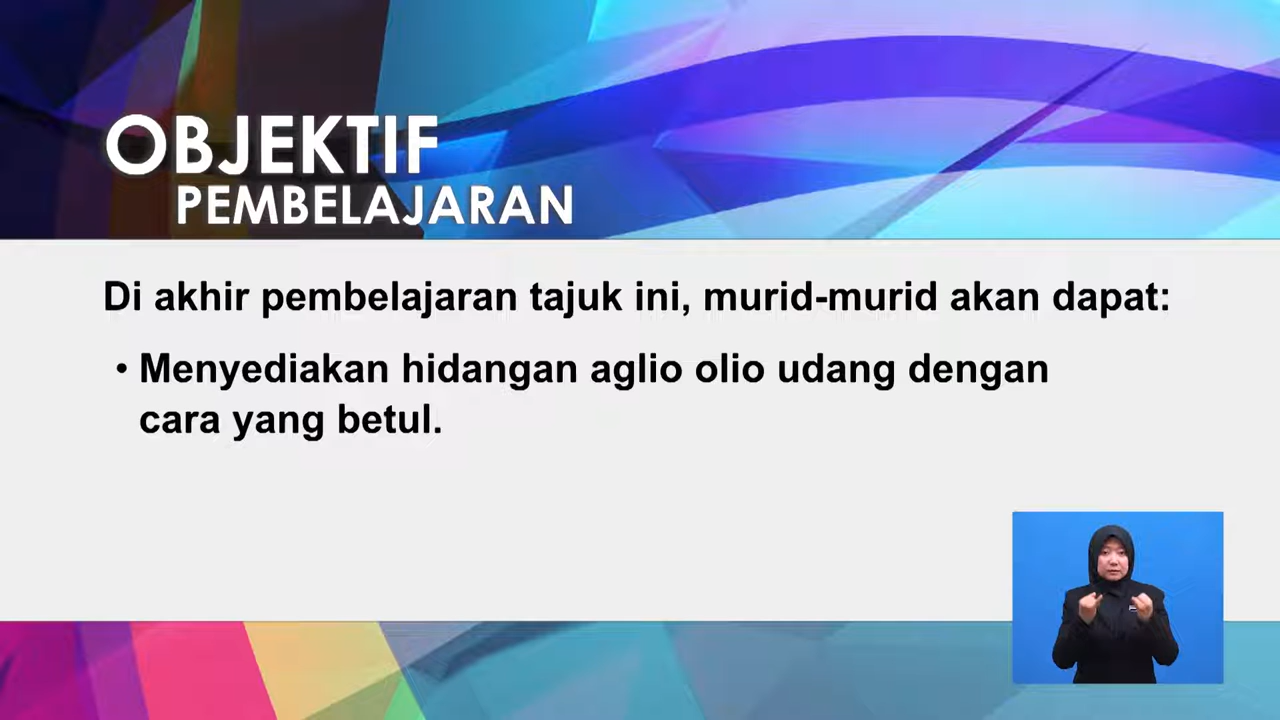 OBJEKTIF
PEMBELAJARAN
Di akhir pembelajaran tajuk ini, murid-murid akan dapat:
• Menyediakan hidangan aglio olio udang dengan
cara yang betul.